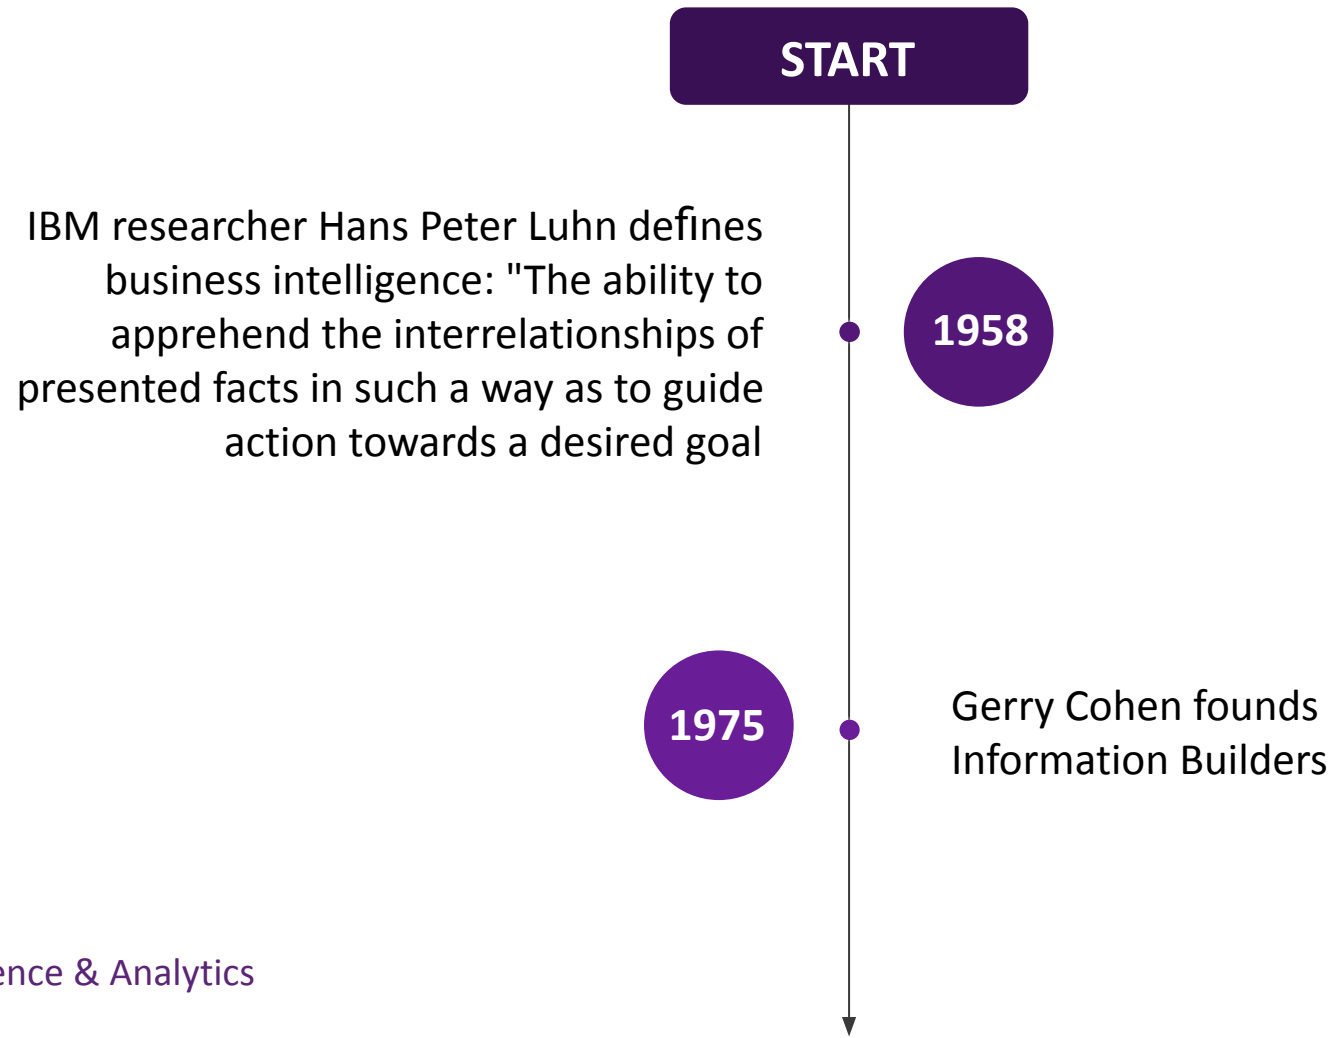 START
IBM researcher Hans Peter Luhn defines
business intelligence: "The ability to
apprehend the interrelationships of
presented facts in such a way as to guide
action towards a desired goal
1958
1975
Gerry Cohen founds
Information Builders
ence & Analytics